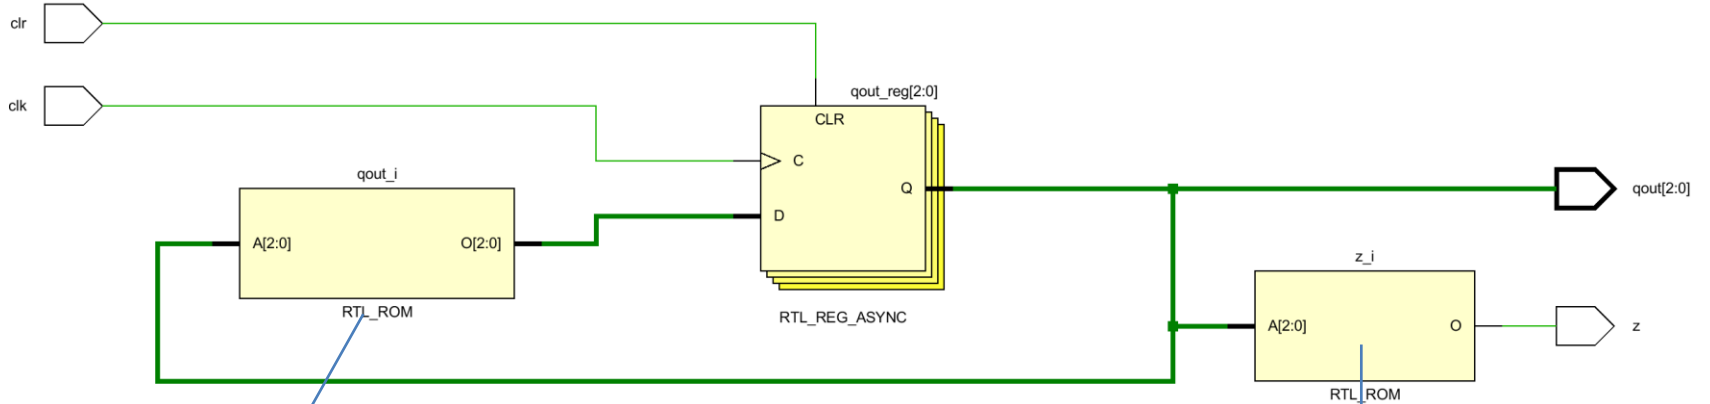 clr
clk
qout_reg[2:0]
CLR
C
Q
D
RTL_REG_ASYNC
qout_i
A[2:0]
O[2:0]
RTL_ROM
qout[2:0]
z_i
A[2:0]
O
RTL_ROM
z